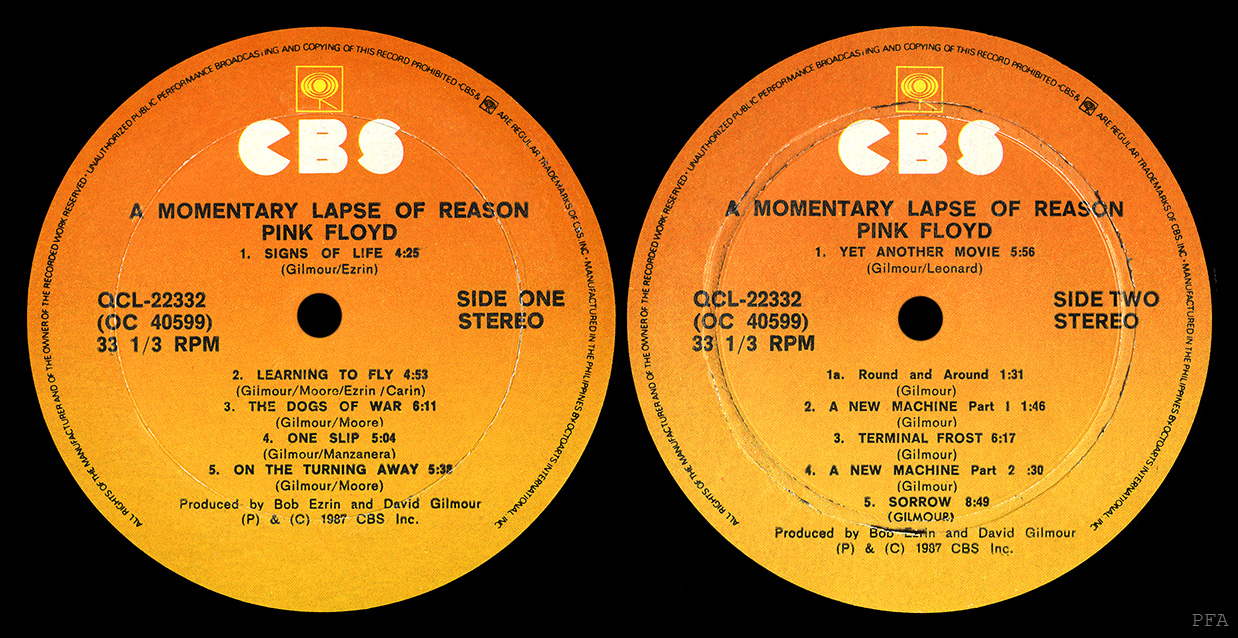 ALL RIGHTS OF THE MANUFACTURER AND OF THE OWNER OF THE RECORDED WORK RESERVED • UNAUTHORIZED PUBLIC PERFORMANCE BROADCASTING AND COPYING OF THIS RECORD PROHIBITED • CBS & ARE REGULAR TRADEMARKS OF CBS, INC. • MANUFACTURED IN THE PHILIPPINES BY OCTOARTS INTERNATIONAL INC
CBS
A MOMENTARY LAPSE OF REASON
PINK FLOYD
1. SIGNS OF LIFE 4:25
(Gilmour/Ezrin)
QCL-22332
(OC 40599)
33 1/3 RPM
SIDE ONE
STEREO
2. LEARNING TO FLY 4:53
(Gilmour/Moore/Ezrin /Carin)
3. THE DOGS OF WAR 6:11
(Gilmour/Moore)
4. ONE SLIP 5:04
(Gilmour/Manzanera)
5. ON THE TURNING AWAY 5:38
(Gilmour/Moore)
Produced by Bob Ezrin and David Gilmour
(P) & (C) 1987 CBS Inc.
ALL RIGHTS OF THE MANUFACTURER AND OF THE OWNER OF THE RECORDED WORK RESERVED • UNAUTHORIZED PUBLIC PERFORMANCE BROADCASTING AND COPYING OF THIS RECORD PROHIBITED • CBS & ARE REGULAR TRADEMARKS OF CBS, INC. • MANUFACTURED IN THE PHILIPPINES BY OCTOARTS INTERNATIONAL INC
CBS
A MOMENTARY LAPSE OF REASON
PINK FLOYD
1. YET ANOTHER MOVIE 5:56
(Gilmour/Leonard)
QCL-22332
(OC 40599)
33 1/3 RPM
SIDE TWO
STEREO
1a. Round and Around 1:31
(Gilmour)
2. A NEW MACHINE Part I 1:46
(Gilmour)
3. TERMINAL FROST 6:17
(Gilmour)
4. A NEW MACHINE Part 2 :30
(Gilmour)
5. SORROW 8:49
(GILMOUR)
Produced by Bob Ezrin and David Gilmour
(P) & (C) 1987 CBS Inc.
PFA